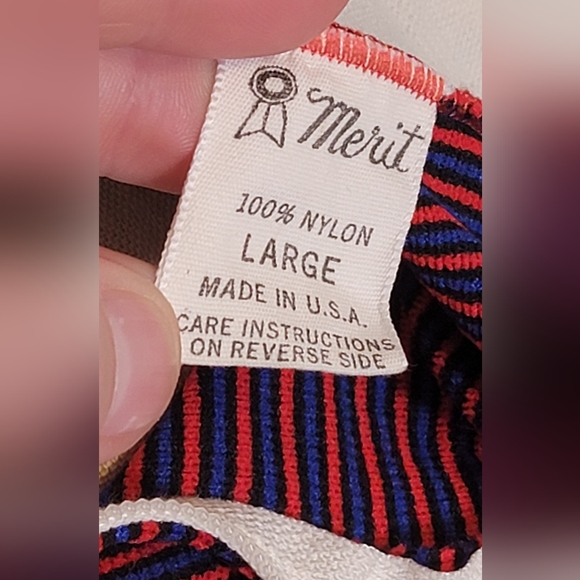 Merit
100% NYLON
LARGE
MADE IN U.S.A.
CARE INSTRUCTIONS
ON REVERSE SIDE